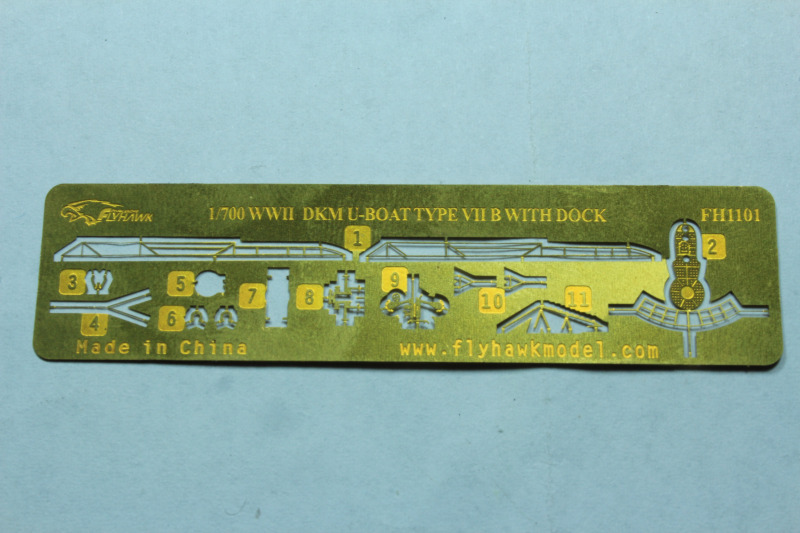 FLYHAWK
1/700 WWII DKM U-BOAT TYPE VII B WITH DOCK
FH1101
1
2
3
5
7
8
9
10
11
4
6
Made in China
www.flyhawkmodel.com